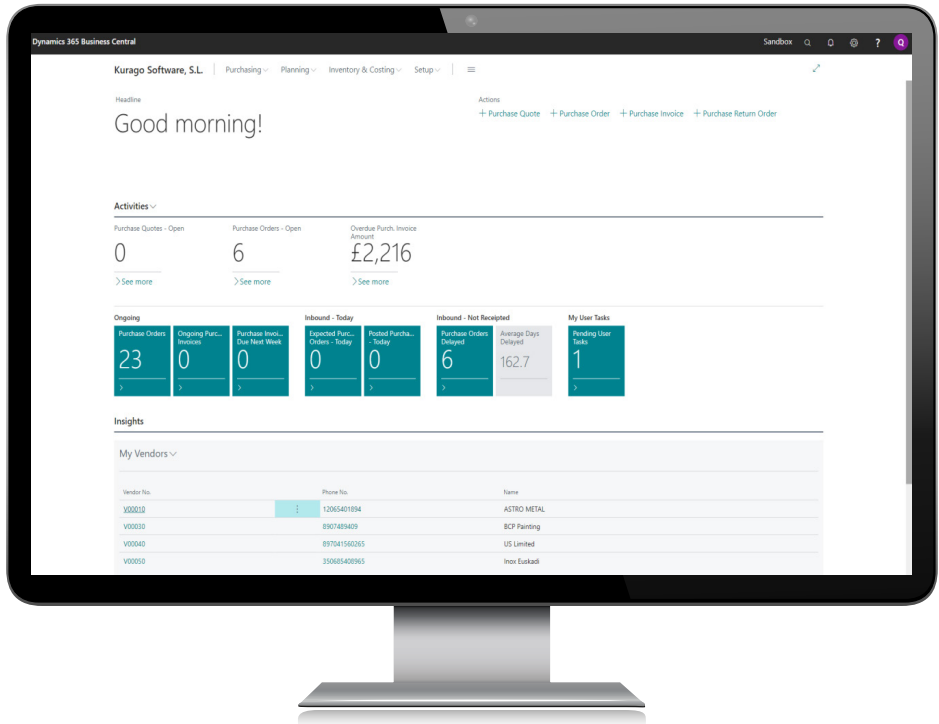 Dynamics 365 Business Central
Sandbox ? Q
Kurago Software, S.L. Purchasing Planning Inventory & Costing Setup
Headline
Good morning!
Actions
+ Purchase Quote + Purchase Order + Purchase Invoice + Purchase Return Order
Activities
Purchase Quotes - Open
0
>See more
Purchase Orders - Open
6
>See more
Overdue Purch. Invoice
Amount
£2,216
>See more
Ongoing
Purchase Orders
23
Ongoing Purc...
Invoices
0
Purchase Invoi...
Due Next Week
0
Inbound - Today
Expected Purc...
Orders - Today
0
Posted Purcha...
- Today
0
Inbound - Not Receipted
Purchase Orders
Delayed
6
Average Days
Delayed
162.7
My User Tasks
Pending User
Tasks
1
Insights
My Vendors
Vendor No. Phone No. Name
V00010 12065401894 ASTRO METAL
V00030 8907489409 BCP Painting
V00040 897041560265 US Limited
V00050 350685408965 Inox Euskadi